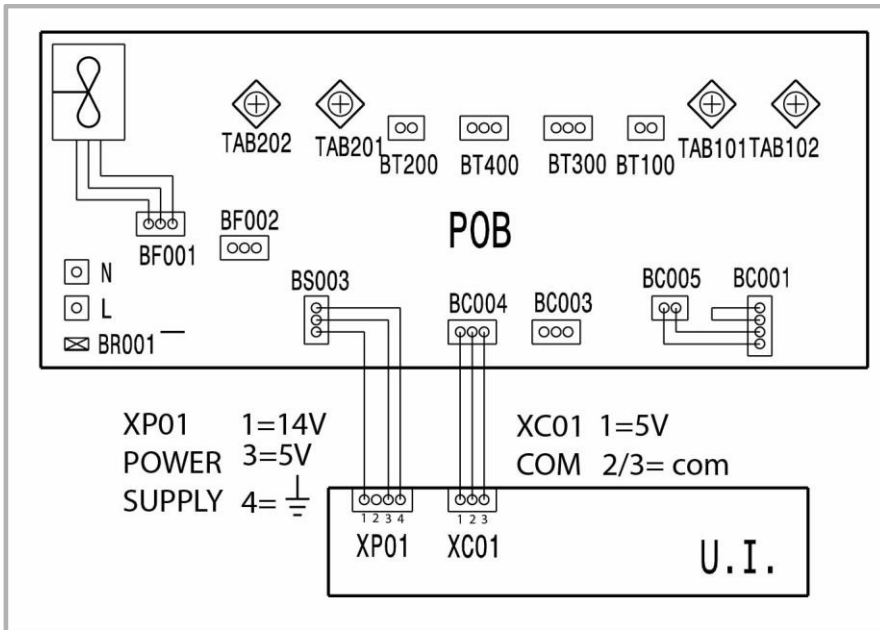 TAB202 TAB201 BT200 BT400 BT300 BT100 TAB101 TAB102
BF001
BF002
POB
N
L
BR001
BS003
BC004
BC003
BC005
BC001
XP01 1=14V
POWER 3=5V
SUPPLY 4=
XC01 1=5V
COM 2/3= com
1 2 3 4
XP01
1 2 3
XC01
U.I.